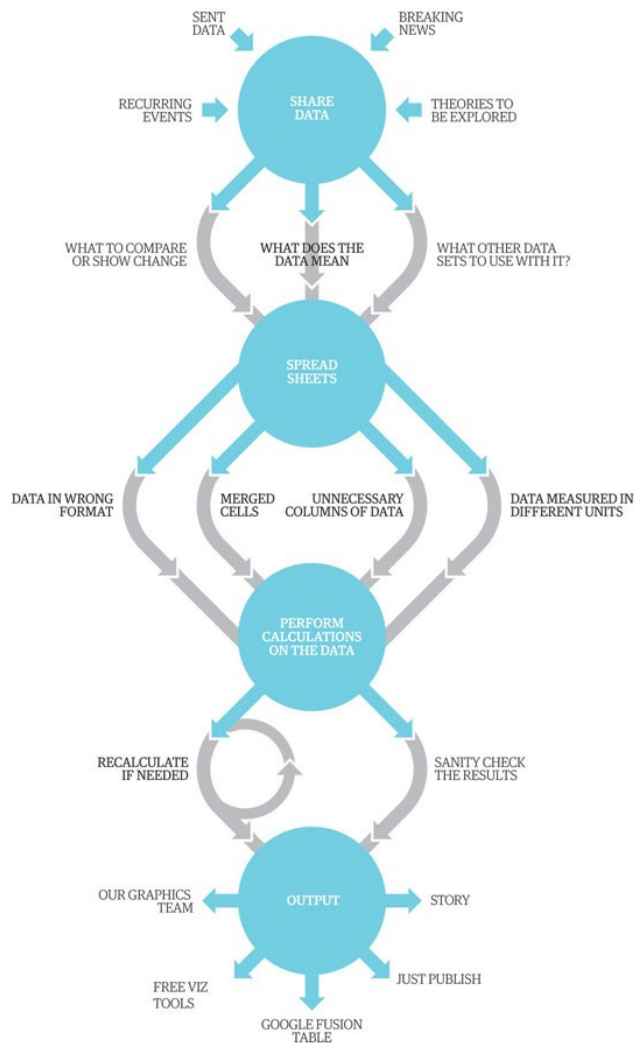 SENT
DATA
BREAKING
NEWS
RECURRING
EVENTS
SHARE
DATA
THEORIES TO
BE EXPLORED
WHAT TO COMPARE
OR SHOW CHANGE
WHAT DOES THE
DATA MEAN
WHAT OTHER DATA
SETS TO USE WITH IT?
SPREAD
SHEETS
DATA IN WRONG
FORMAT
MERGED
CELLS
UNNECESSARY
COLUMNS OF DATA
DATA MEASURED IN
DIFFERENT UNITS
PERFORM
CALCULATIONS
ON THE DATA
RECALCULATE
IF NEEDED
SANITY CHECK
THE RESULTS
OUR GRAPHICS
TEAM
OUTPUT
STORY
FREE VIZ
TOOLS
JUST PUBLISH
GOOGLE FUSION
TABLE